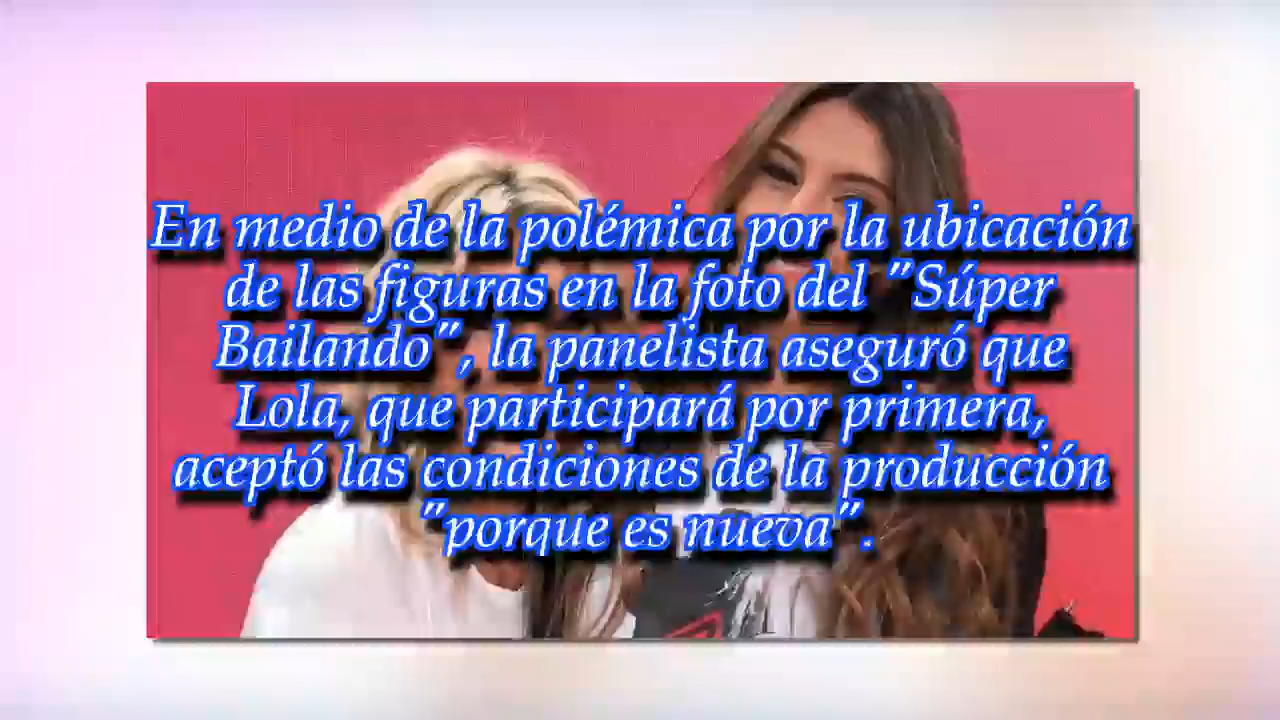 En medio de la polémica por la ubicación
de las figuras en la foto del "Súper
Bailando", la panelista aseguró que
Lola, que participará por primera,
aceptó las condiciones de la producción
"porque es nueva".